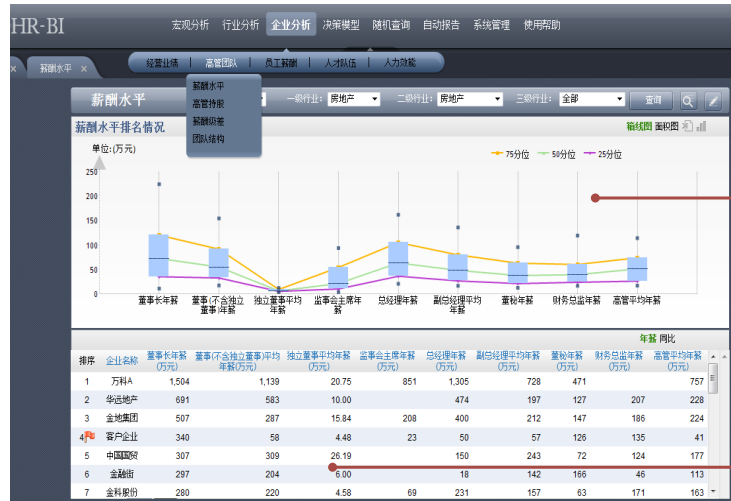 HR-BI
宏观分析 行业分析 企业分析 决策模型 随机查询 自动报告 系统管理 使用帮助
× 薪酬水平 ×
经营业绩 | 高管团队 | 员工薪酬 | 人才队伍 | 人力效能
薪酬水平
高管持股
薪酬级差
团队结构
薪酬水平 一级行业: 房地产 二级行业: 房地产 三级行业: 全部 查询
薪酬水平排名情况 箱线图 面积图
单位:(万元)
75分位 50分位 25分位
250
200
150
100
50
0
董事长年薪 董事(不含独立董事)年薪 独立董事平均年薪 监事会主席年薪 总经理年薪 副总经理平均年薪 董秘年薪 财务总监年薪 高管平均年薪
年薪 同比
排序 企业名称 董事长年薪(万元) 董事(不含独立董事)平均年薪(万元) 独立董事平均年薪(万元) 监事会主席年薪(万元) 总经理年薪(万元) 副总经理平均年薪(万元) 董秘年薪(万元) 财务总监年薪(万元) 高管平均年薪(万元)
1 万科A 1,504 1,139 20.75 851 1,305 728 471 757
2 华远地产 691 583 10.00 474 197 127 207 228
3 金地集团 507 287 15.84 208 400 212 147 186 224
4 客户企业 340 58 4.48 23 50 57 126 135 41
5 中国国贸 307 309 26.19 150 243 72 124 177
6 金融街 297 204 6.00 18 142 166 46 113
7 金科股份 280 220 4.58 69 231 157 63 171 163